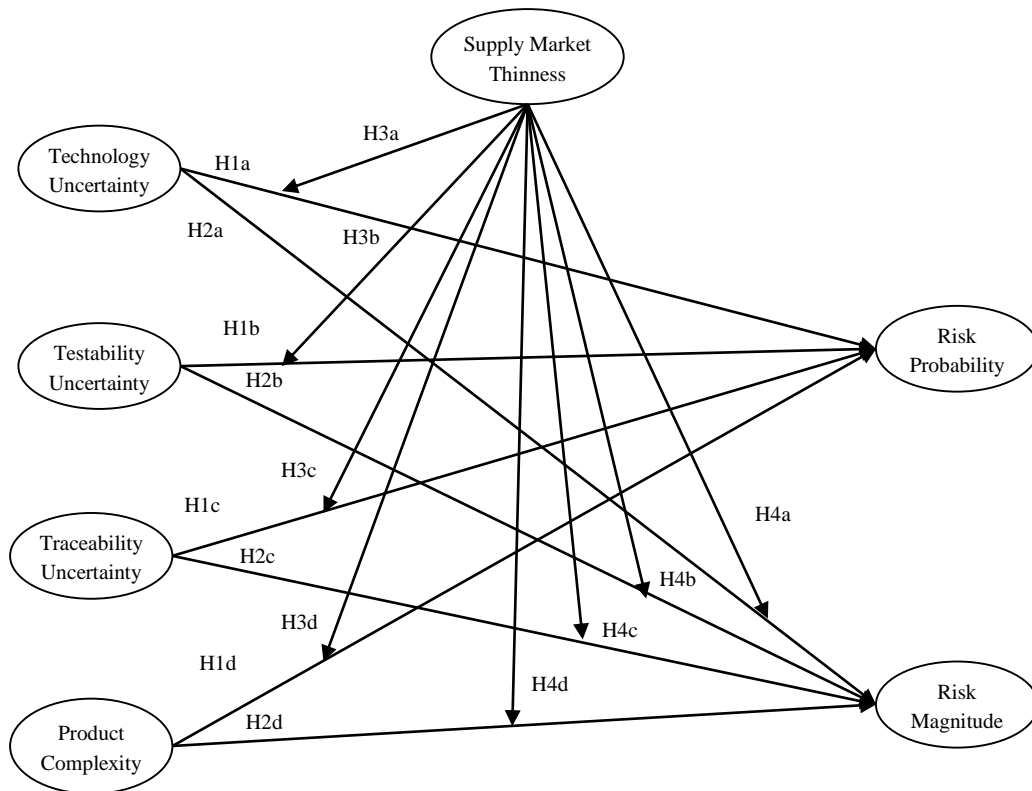 Supply Market
Thinness
H3a
Technology
Uncertainty
H1a
H2a
H3b
H1b
Testability
Uncertainty
H2b
Risk
Probability
H3c
H1c
H4a
Traceability
Uncertainty
H2c
H4b
H3d
H4c
H1d
H4d
Product
Complexity
H2d
Risk
Magnitude